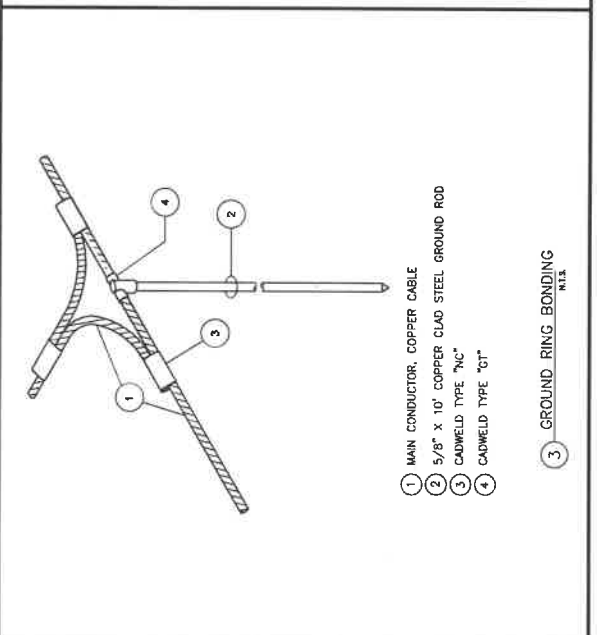 4
2
3
1
1 MAIN CONDUCTOR, COPPER CABLE
2 5/8" X 10' COPPER CLAD STEEL GROUND ROD
3 CADWELD TYPE "NC"
4 CADWELD TYPE "GT"
3 GROUND RING BONDING
N.T.S.